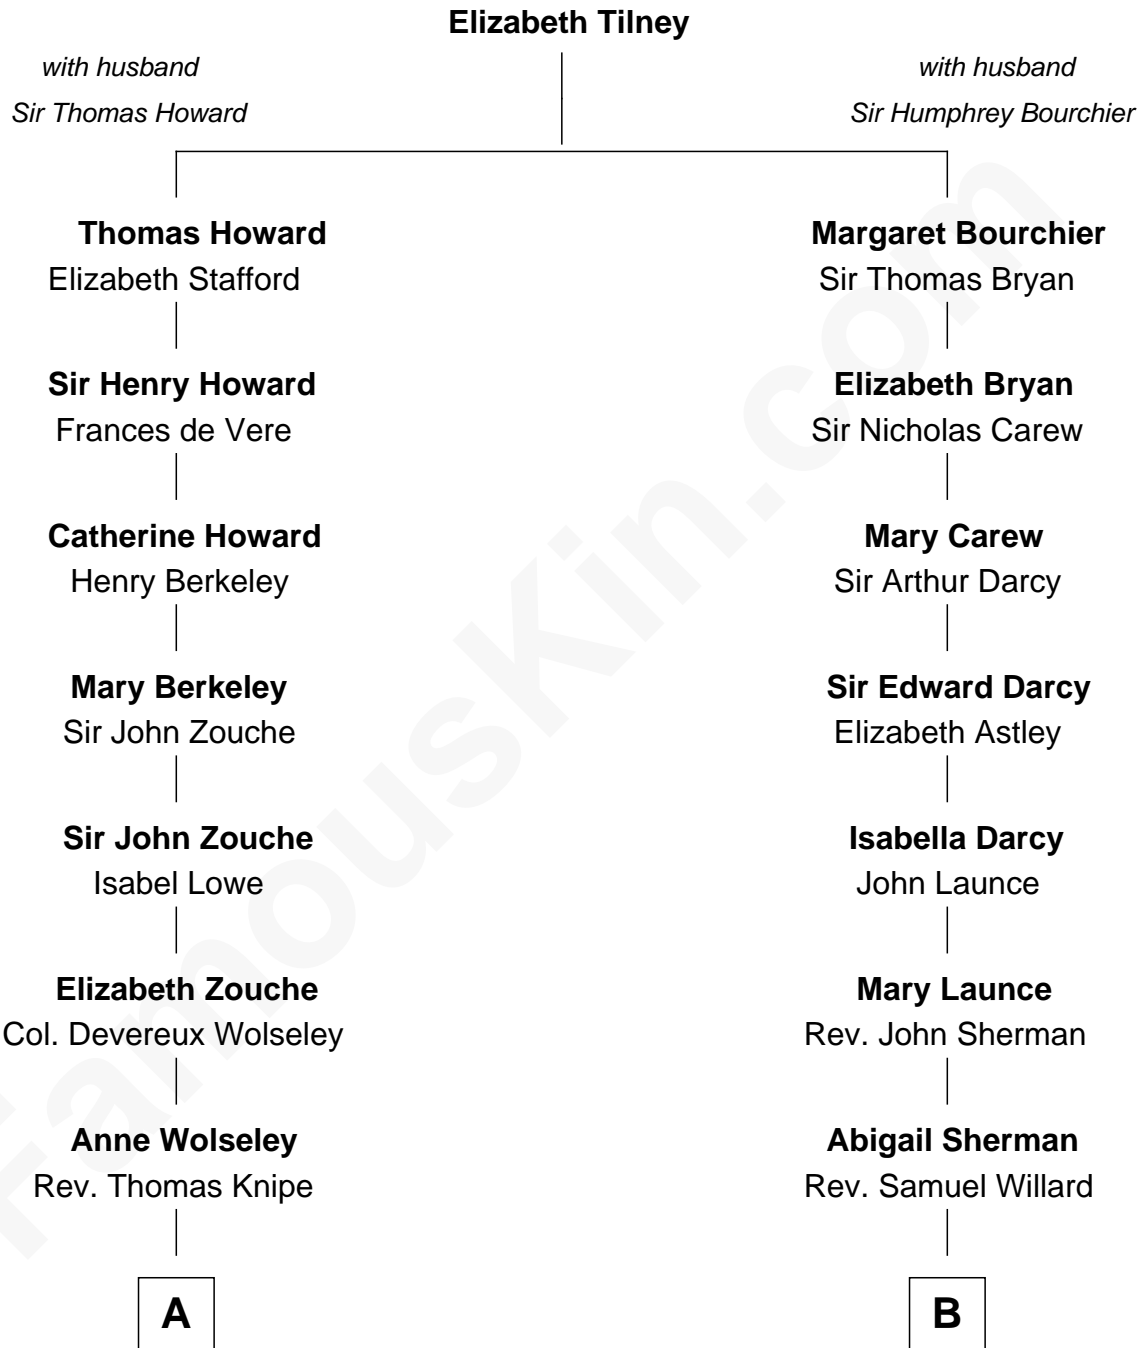 Elizabeth Tilney
with husband
Sir Thomas Howard
with husband
Sir Humphrey Bourchier
Thomas Howard
Elizabeth Stafford
Sir Henry Howard
Frances de Vere
Catherine Howard
Henry Berkeley
Mary Berkeley
Sir John Zouche
Sir John Zouche
Isabel Lowe
Elizabeth Zouche
Col. Devereux Wolseley
Anne Wolseley
Rev. Thomas Knipe
A
Margaret Bourchier
Sir Thomas Bryan
Elizabeth Bryan
Sir Nicholas Carew
Mary Carew
Sir Arthur Darcy
Sir Edward Darcy
Elizabeth Astley
Isabella Darcy
John Launce
Mary Launce
Rev. John Sherman
Abigail Sherman
Rev. Samuel Willard
B
FamousKin.com